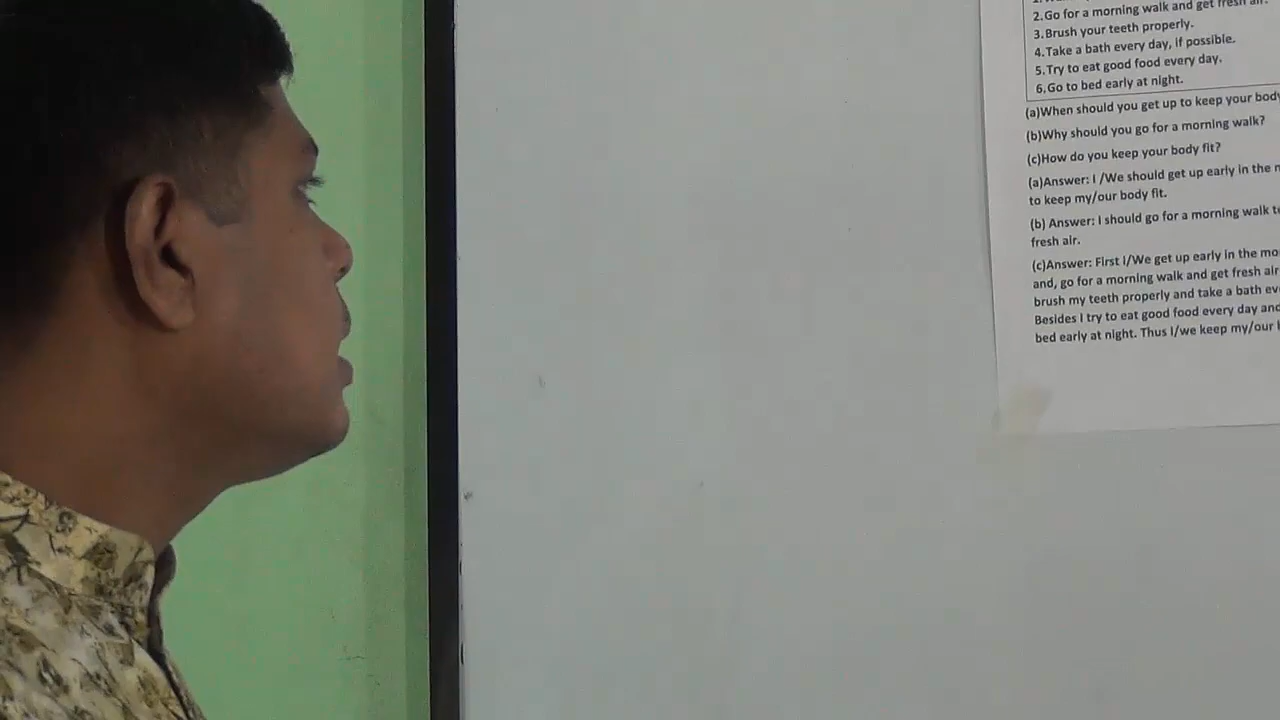 2.Go for a morning walk and get fresh air.
3.Brush your teeth properly.
4.Take a bath every day, if possible.
5.Try to eat good food every day.
6.Go to bed early at night.
(a)When should you get up to keep your body
(b)Why should you go for a morning walk?
(c)How do you keep your body fit?
(a)Answer: I /We should get up early in the
to keep my/our body fit.
(b) Answer: I should go for a morning walk
fresh air.
(c)Answer: First I/We get up early in the
and, go for a morning walk and get fresh air
brush my teeth properly and take a bath
Besides I try to eat good food every day and
bed early at night. Thus I/we keep my/our